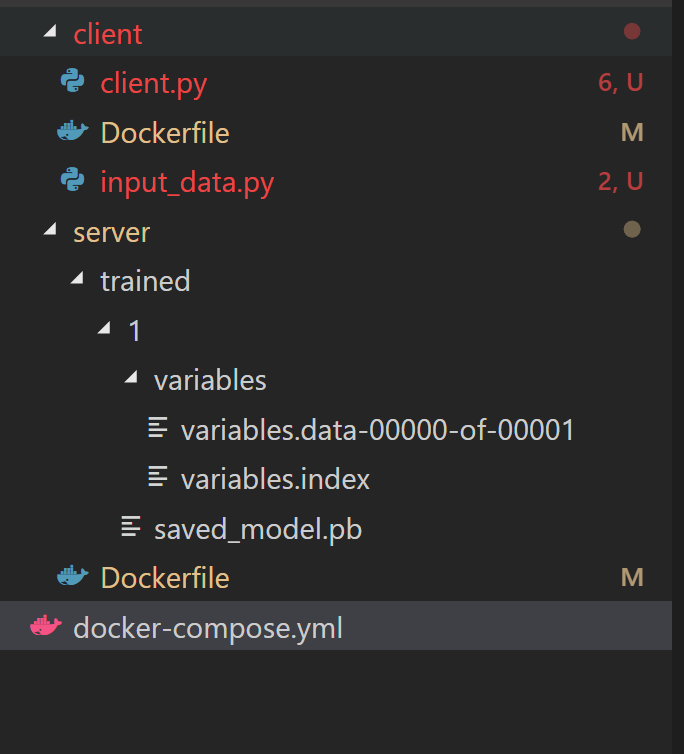 client
client.py 6, U
Dockerfile M
input_data.py 2, U
server
trained
1
variables
variables.data-00000-of-00001
variables.index
saved_model.pb
Dockerfile M
docker-compose.yml